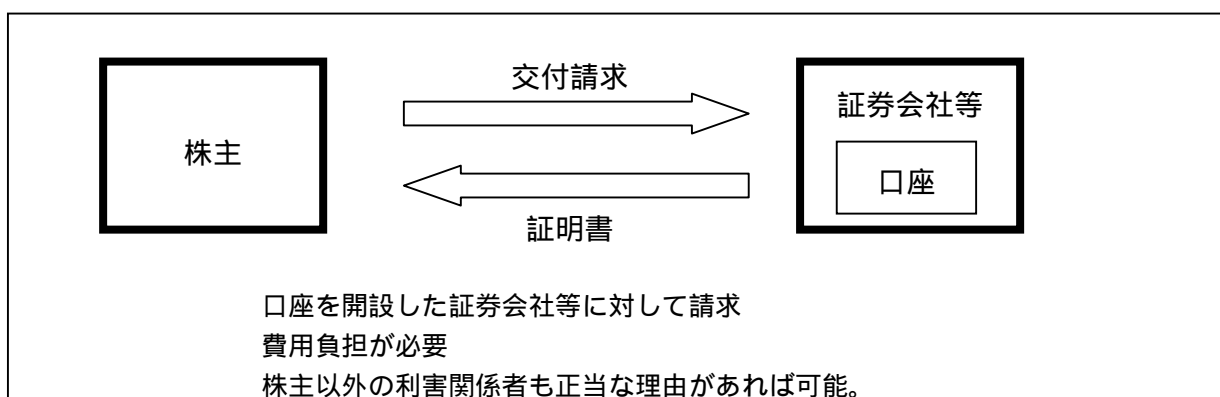 交付請求
証券会社等
株主
口座
証明書
口座を開設した証券会社等に対して請求
費用負担が必要
株主以外の利害関係者も正当な理由があれば可能。